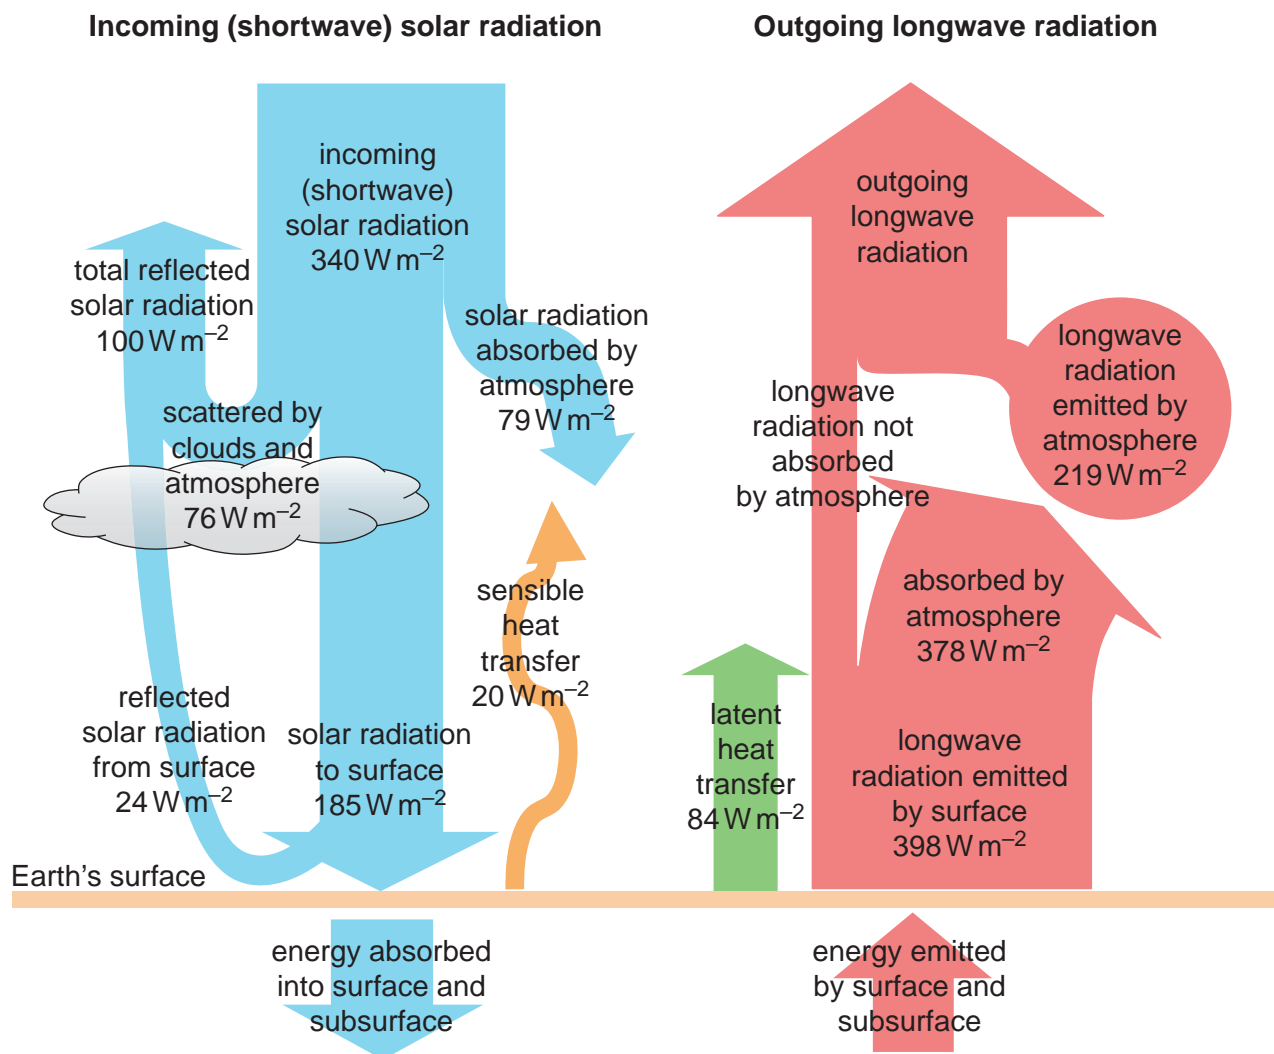 Incoming (shortwave) solar radiation
Outgoing longwave radiation
incoming
(shortwave)
solar radiation
340 W m–2
total reflected
solar radiation
100 W m–2
solar radiation
absorbed by
atmosphere
79 W m–2
scattered by
clouds and
atmosphere
76 W m–2
sensible
heat
transfer
20 W m–2
reflected
solar radiation
from surface
24 W m–2
solar radiation
to surface
185 W m–2
outgoing
longwave
radiation
longwave
radiation
emitted by
atmosphere
219 W m–2
longwave
radiation not
absorbed
by atmosphere
absorbed by
atmosphere
378 W m–2
latent
heat
transfer
84 W m–2
longwave
radiation emitted
by surface
398 W m–2
Earth's surface
energy absorbed
into surface and
subsurface
energy emitted
by surface and
subsurface